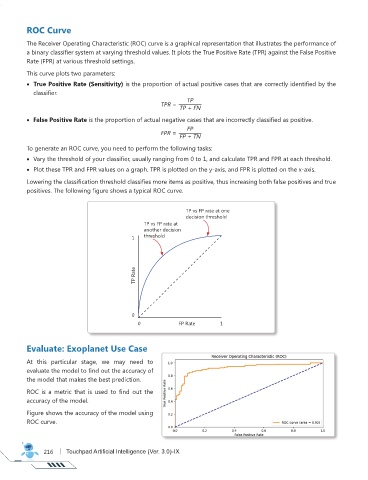 ROC Curve
The Receiver Operating Characteristic (ROC) curve is a graphical representation that illustrates the performance of
a binary classifier system at varying threshold values. It plots the True Positive Rate (TPR) against the False Positive
Rate (FPR) at various threshold settings.
This curve plots two parameters:
• True Positive Rate (Sensitivity) is the proportion of actual positive cases that are correctly identified by the
classifier.
TPR = TP
TP + FN
• False Positive Rate is the proportion of actual negative cases that are incorrectly classified as positive.
FPR = FP
FP + TN
To generate an ROC curve, you need to perform the following tasks:
• Vary the threshold of your classifier, usually ranging from 0 to 1, and calculate TPR and FPR at each threshold.
• Plot these TPR and FPR values on a graph. TPR is plotted on the y-axis, and FPR is plotted on the x-axis.
Lowering the classification threshold classifies more items as positive, thus increasing both false positives and true
positives. The following figure shows a typical ROC curve.
TP vs FP rate at one
decision threshold
TP vs FP rate at
another decision
threshold
1
TP Rate
0
0 FP Rate 1
Evaluate: Exoplanet Use Case
At this particular stage, we may need to
evaluate the model to find out the accuracy of
the model that makes the best prediction.
ROC is a metric that is used to find out the
accuracy of the model.
Figure shows the accuracy of the model using
ROC curve.
Receiver Operating Characteristic (ROC)
True Positive Rate
1.0
0.8
0.6
0.4
0.2
0.0
ROC curve (area =
0.0 0.2 0.4 0.6 0.8 1.0
False Positive Rate
216 | Touchpad Artificial Intelligence (Ver. 3.0)-IX